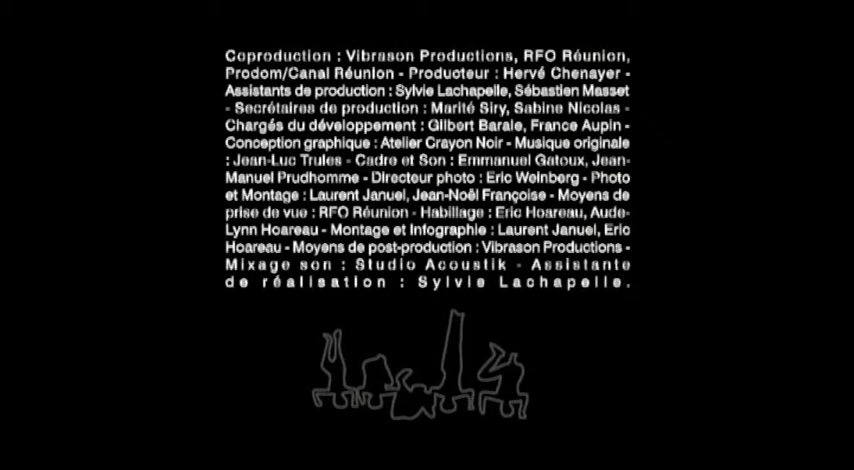 Coproduction : Vibrason Productions, RFO Réunion,
Prodom/Canal Réunion - Producteur : Hervé Chenayer -
Assistants de production : Sylvie Lachapelle, Sébastien Masset
- Secrétaires de production : Marité Siry, Sabine Nicolas -
Chargés du développement : Gilbert Barale, France Aupin -
Conception graphique : Atelier Crayon Noir - Musique originale
: Jean-Luc Trules - Cadre et Son : Emmanuel Gatoux, Jean-
Manuel Prudhomme - Directeur photo : Eric Weinberg - Photo
et Montage : Laurent Januel, Jean-Noël Françoise - Moyens de
prise de vue : RFO Réunion - Habillage : Eric Hoareau, Aude-
Lynn Hoareau - Montage et Infographie : Laurent Januel, Eric
Hoareau - Moyens de post-production : Vibrason Productions -
Mixage son : Studio Acoustik - Assistante
de réalisation : Sylvie Lachapelle.